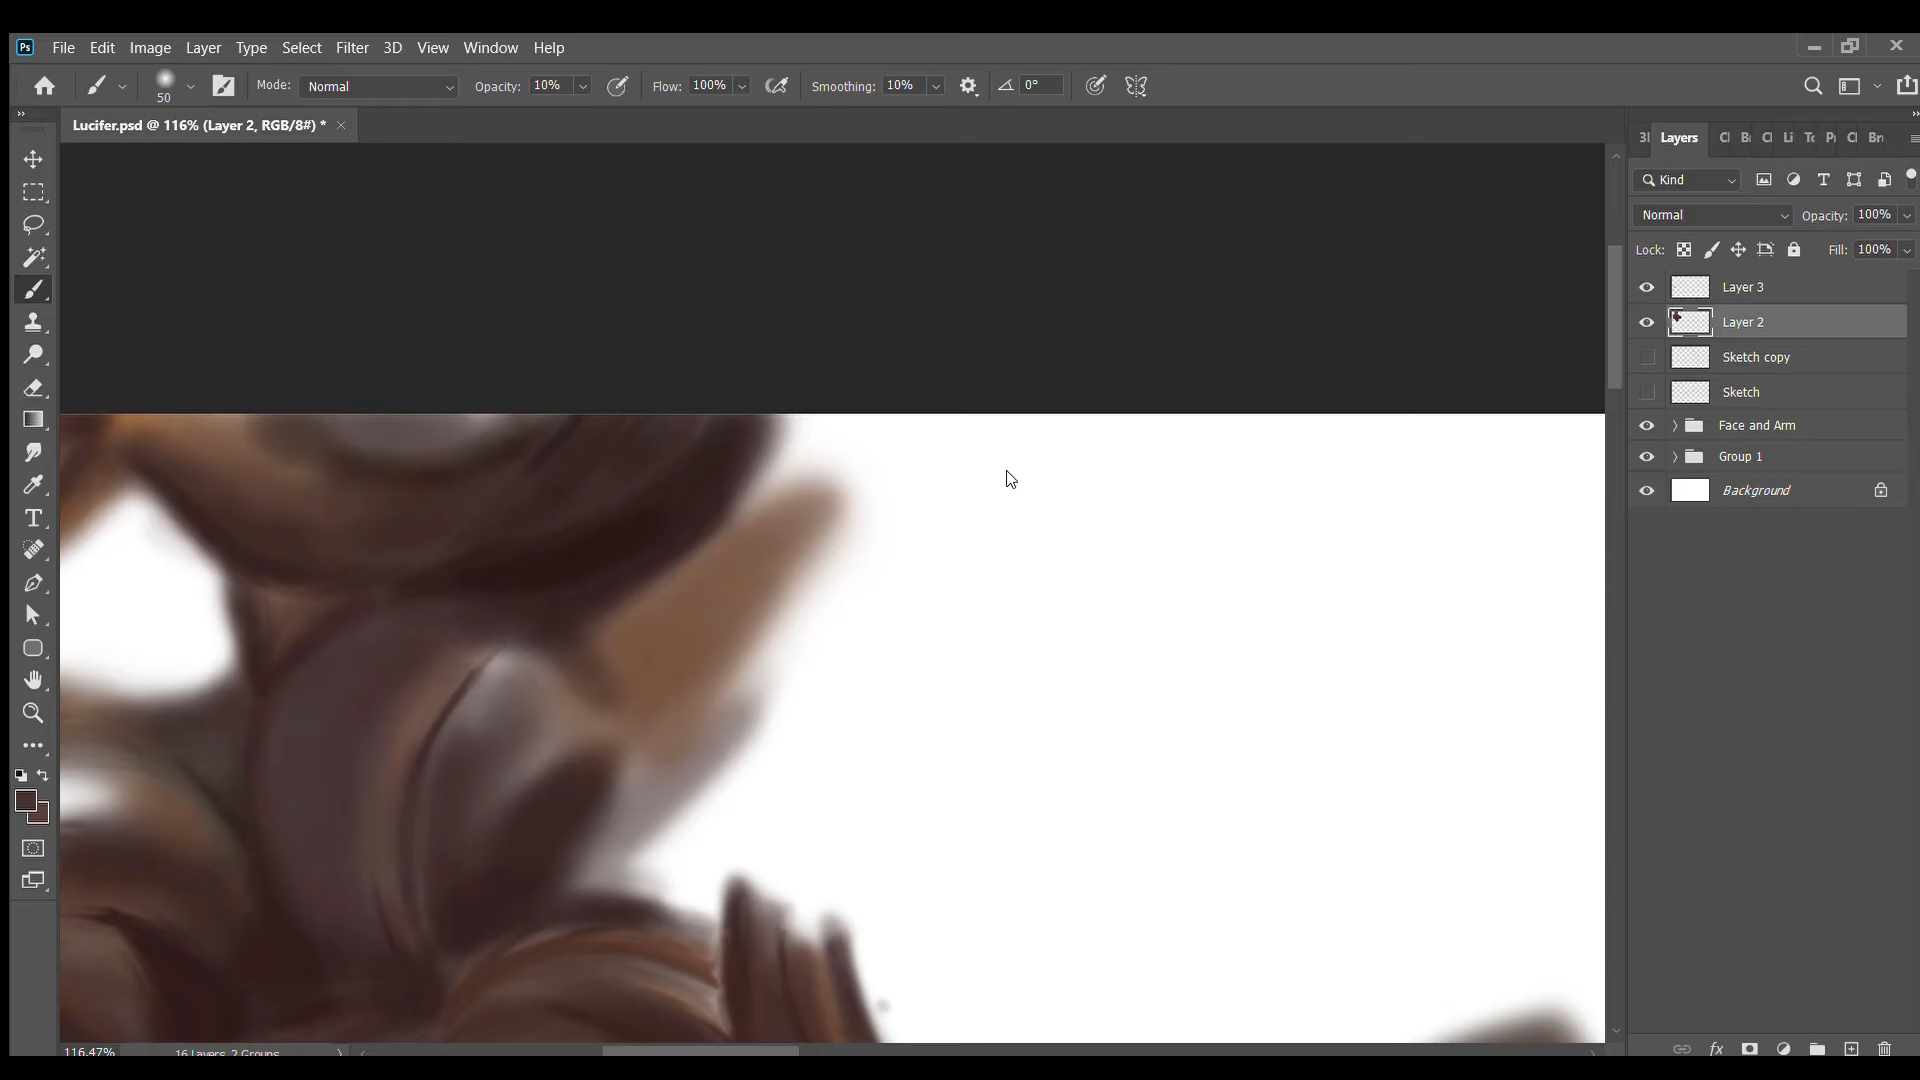 Ps File Edit Image Layer Type Select Filter 3D View Window Help
50 Mode: Normal Opacity: 10% Flow: 100% Smoothing: 10% 0°
Lucifer.psd @ 116% (Layer 2, RGB/8#) *
Layers
Kind
Normal Opacity: 100%
Lock: Fill: 100%
Layer 3
Layer 2
Sketch copy
Sketch
Face and Arm
Group 1
Background
116.47% 16 Layers, 2 Groups